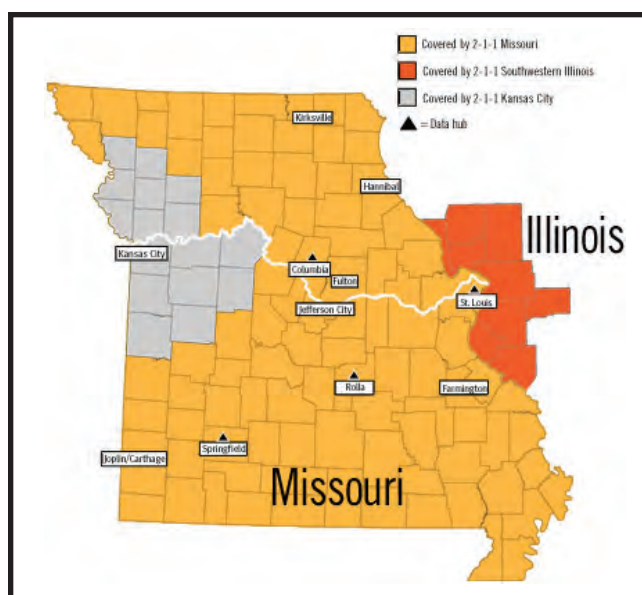 Covered by 2-1-1 Missouri
Covered by 2-1-1 Southwestern Illinois
Covered by 2-1-1 Kansas City
= Data hub
Kirksville
Hannibal
Illinois
Kansas City
Columbia
Fulton
St. Louis
Jefferson City
Rolla
Farmington
Springfield
Joplin/Carthage
Missouri